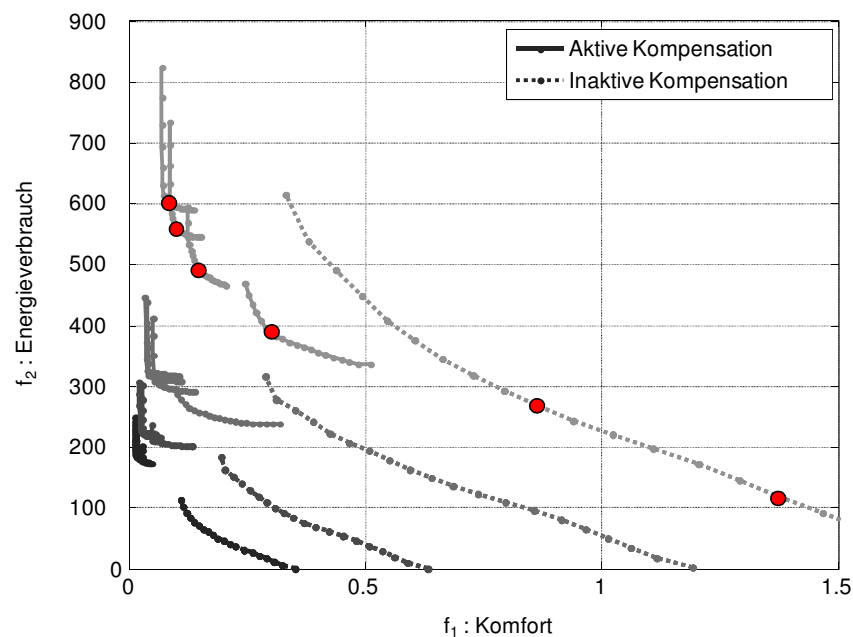 900
800
700
600
500
400
300
200
100
0
f2 : Energieverbrauch
Aktive Kompensation
Inaktive Kompensation
0 0.5 1 1.5
f1 : Komfort